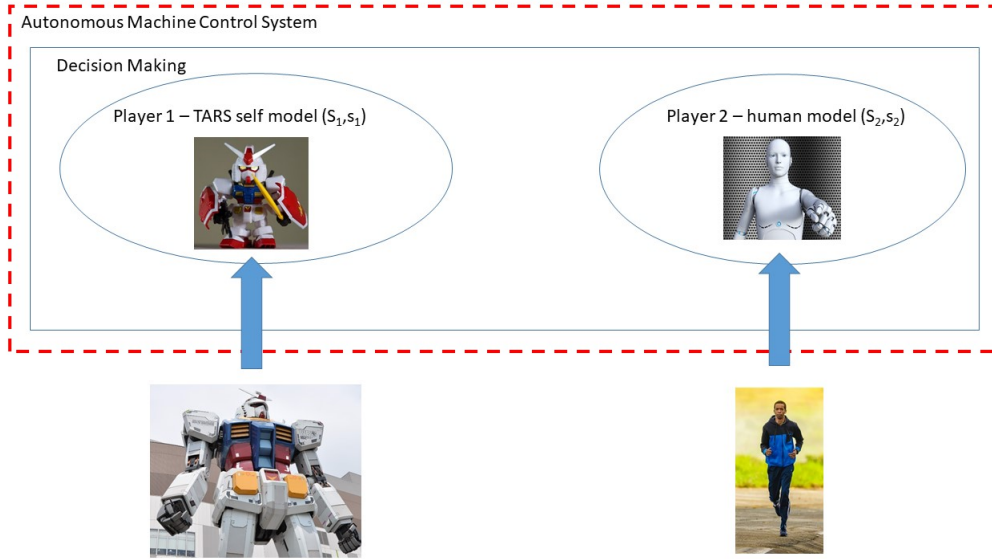 Autonomous Machine Control System
Decision Making
Player 1 – TARS self model (S₁,s₁)
Player 2 – human model (S₂,s₂)